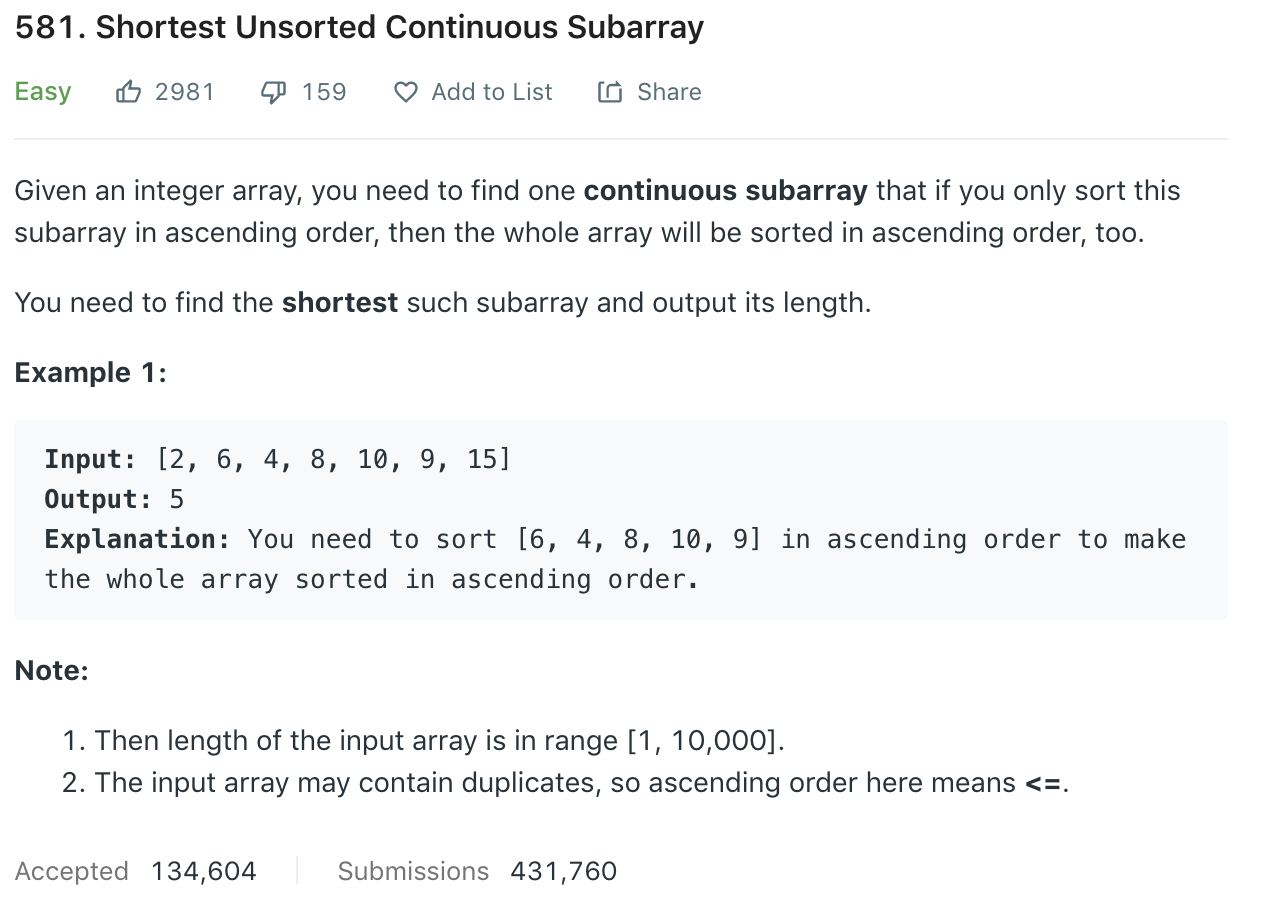 581. Shortest Unsorted Continuous Subarray
Easy 2981 159 Add to List Share
Given an integer array, you need to find one continuous subarray that if you only sort this
subarray in ascending order, then the whole array will be sorted in ascending order, too.
You need to find the shortest such subarray and output its length.
Example 1:
Input: [2, 6, 4, 8, 10, 9, 15]
Output: 5
Explanation: You need to sort [6, 4, 8, 10, 9] in ascending order to make
the whole array sorted in ascending order.
Note:
1. Then length of the input array is in range [1, 10,000].
2. The input array may contain duplicates, so ascending order here means <=.
Accepted 134,604 Submissions 431,760